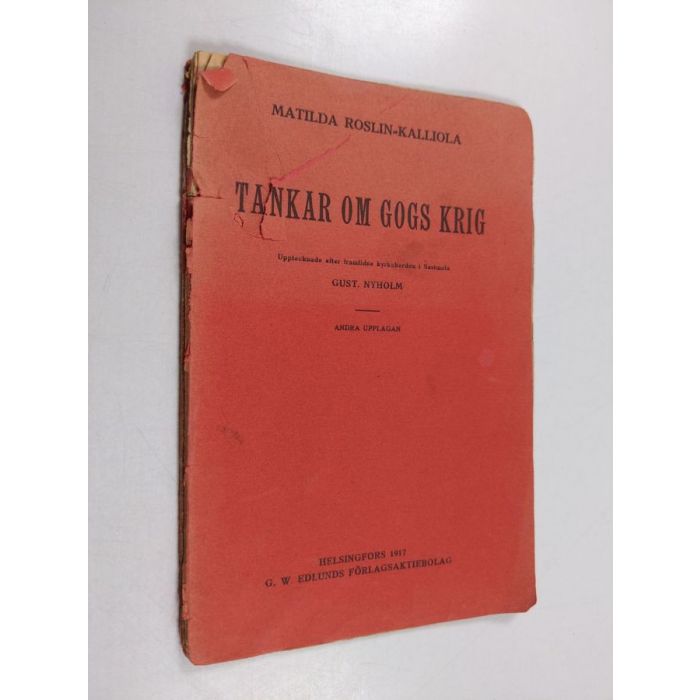 MATILDA ROSLIN-KALLIOLA
TANKAR OM GOGS KRIG
Upptecknade efter framlidne kyrkoherden i Sastmola
GUST. NYHOLM
ANDRA UPPLAGAN
HELSINGFORS 1917
G. W. EDLUNDS FÖRLAGSAKTIEBOLAG